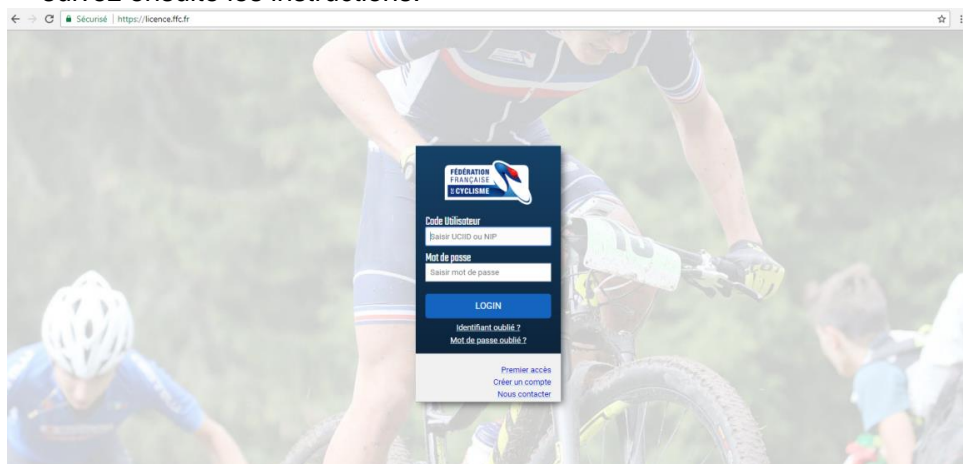 Sécurisé | https://licence.ffc.fr
FÉDÉRATION
FRANÇAISE
DE CYCLISME
Code Utilisateur
Saisir UCIID ou NIP
Mot de passe
Saisir mot de passe
LOGIN
Identifiant oublié ?
Mot de passe oublié ?
Premier accès
Créer un compte
Nous contacter